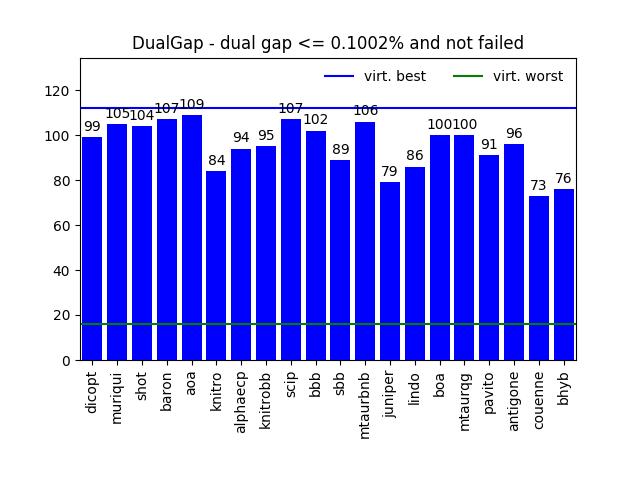 DualGap - dual gap <= 0.1002% and not failed
virt. best virt. worst
120
100
80
60
40
20
0
99 105 104 107 109 84 94 95 107 102 89 106 79 86 100 100 91 96 73 76
dicopt
muriqui
shot
baron
aoa
knitro
alphaecp
knitrobb
scip
bbb
sbb
mtaurbnb
juniper
lindo
boa
mtaurqg
pavito
antigone
couenne
bhyb